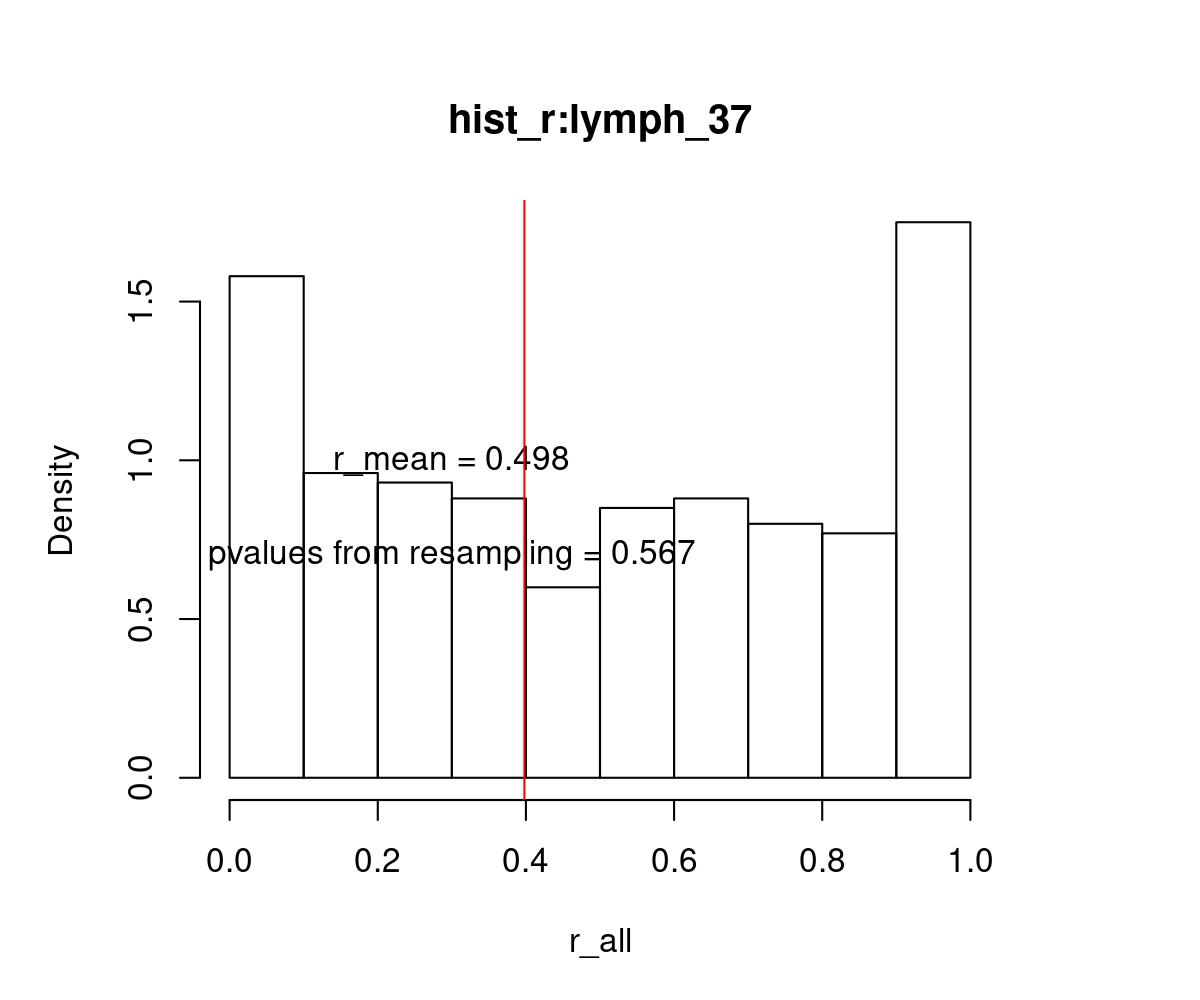 hist_r:lymph_37
Density
0.0
0.5
1.0
1.5
r_mean = 0.498
pvalues from resampling = 0.567
0.0 0.2 0.4 0.6 0.8 1.0
r_all